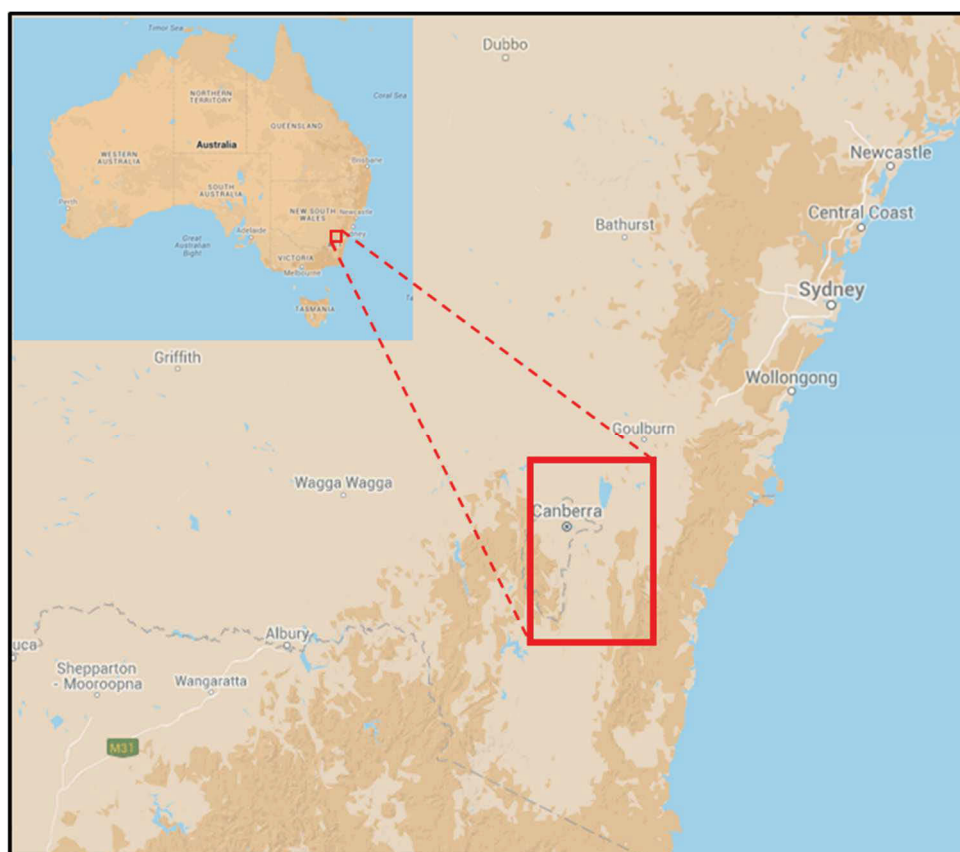 Timor Sea
Coral Sea
NORTHERN
TERRITORY
QUEENSLAND
Australia
WESTERN
AUSTRALIA
Brisbane
SOUTH
AUSTRALIA
Perth
NEW SOUTH
WALES
Newcastle
Adelaide
Great
Australian
Bight
VICTORIA
Melbourne
TASMANIA
Dubbo
Newcastle
Central Coast
Bathurst
Sydney
Griffith
Wollongong
Goulburn
Wagga Wagga
Canberra
Albury
uca
Shepparton
- Mooroopna
Wangaratta
M31